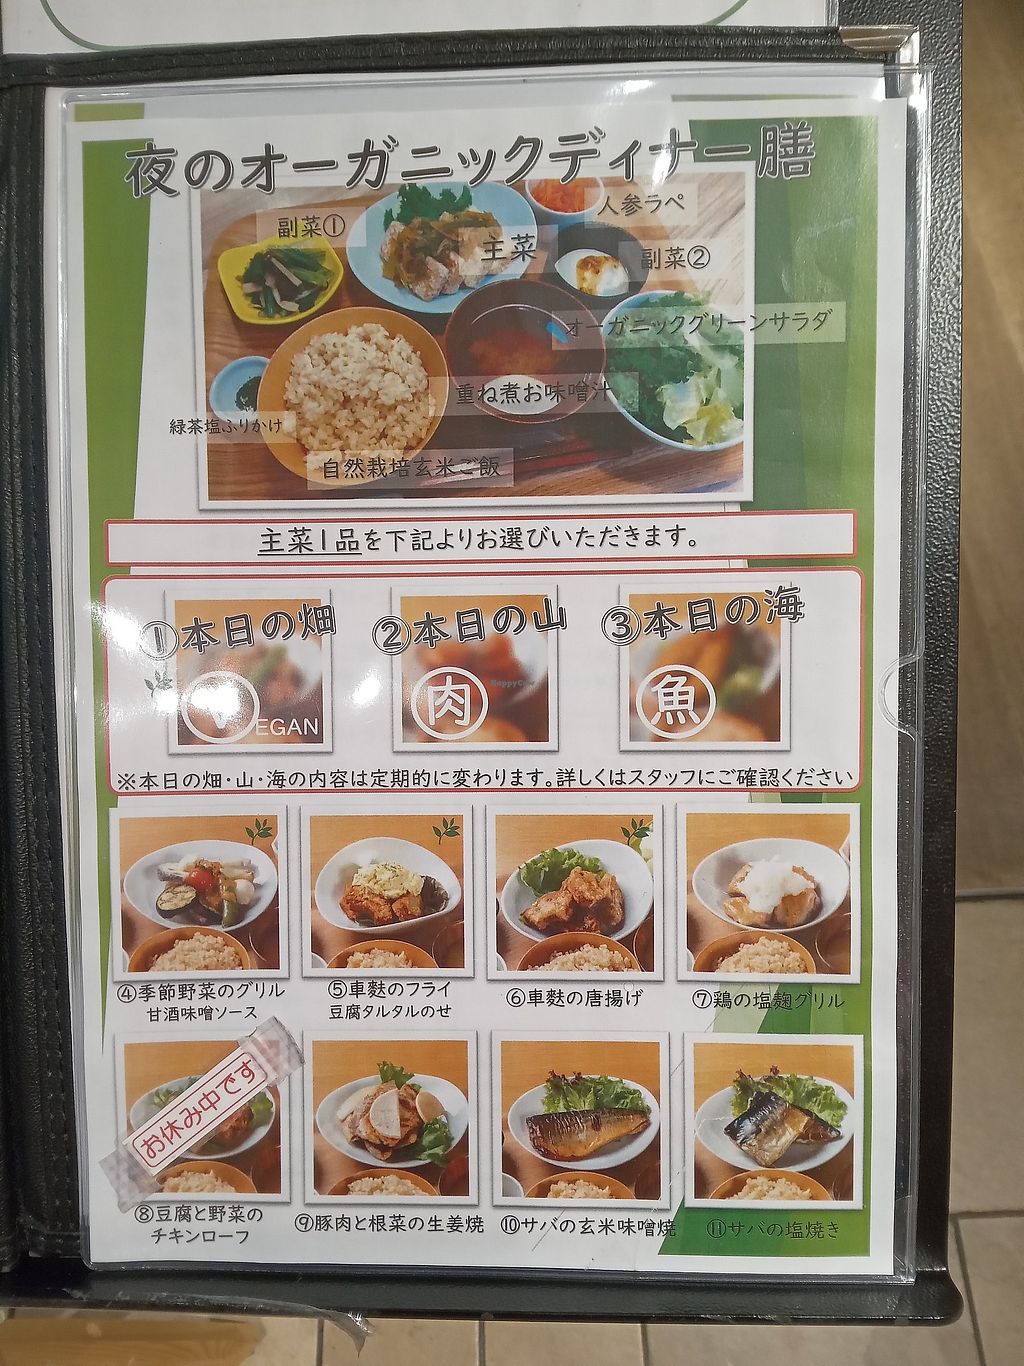 夜のオーガニックディナー膳
副菜①
主菜
人参ラペ
副菜②
オーガニックグリーンサラダ
重ね煮お味噌汁
緑茶塩ふりかけ
自然栽培玄米ご飯
主菜1品を下記よりお選びいただきます。
①本日の畑
②本日の山
③本日の海
VEGAN
肉
HappyCow
魚
※本日の畑・山・海の内容は定期的に変わります。詳しくはスタッフにご確認ください
④季節野菜のグリル
甘酒味噌ソース
⑤車麩のフライ
豆腐タルタルのせ
⑥車麩の唐揚げ
⑦鶏の塩麹グリル
お休み中です
⑧豆腐と野菜の
チキンローフ
⑨豚肉と根菜の生姜焼
⑩サバの玄米味噌焼
⑪サバの塩焼き